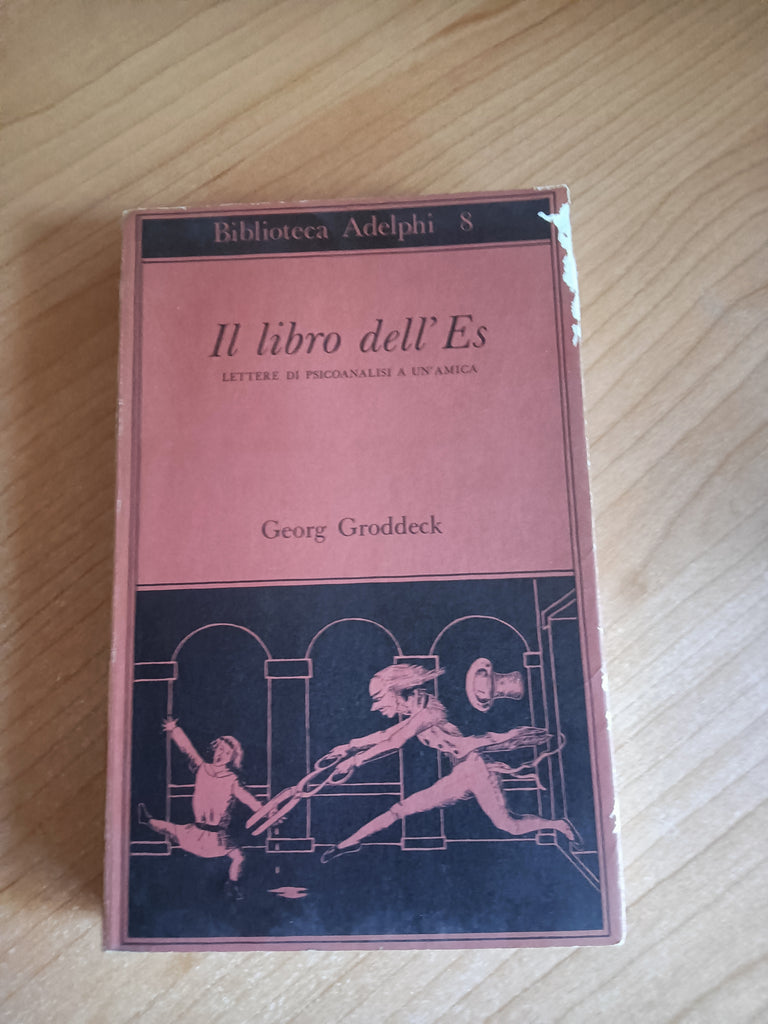 Biblioteca Adelphi 8
Il libro dell'Es
LETTERE DI PSICOANALISI A UN'AMICA
Georg Groddeck